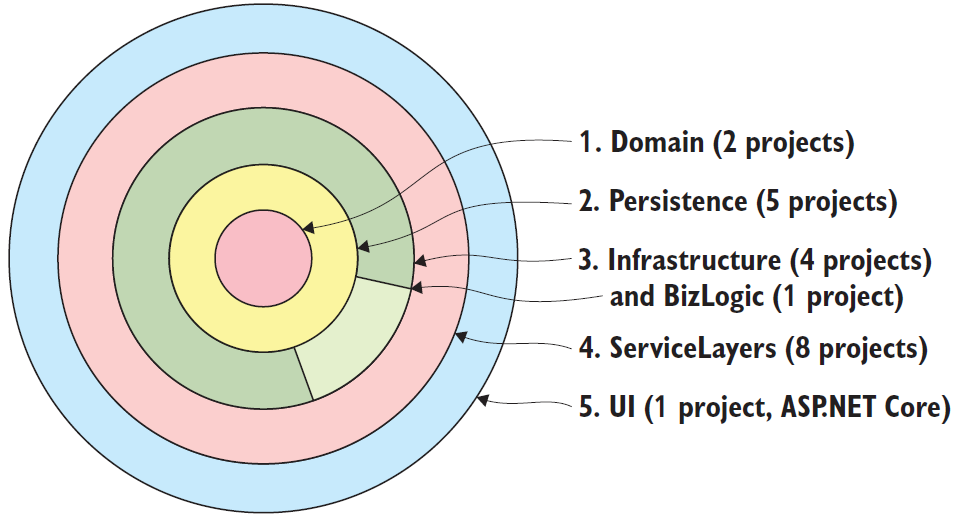 1. Domain (2 projects)
2. Persistence (5 projects)
3. Infrastructure (4 projects)
and BizLogic (1 project)
4. ServiceLayers (8 projects)
5. UI (1 project, ASP.NET Core)